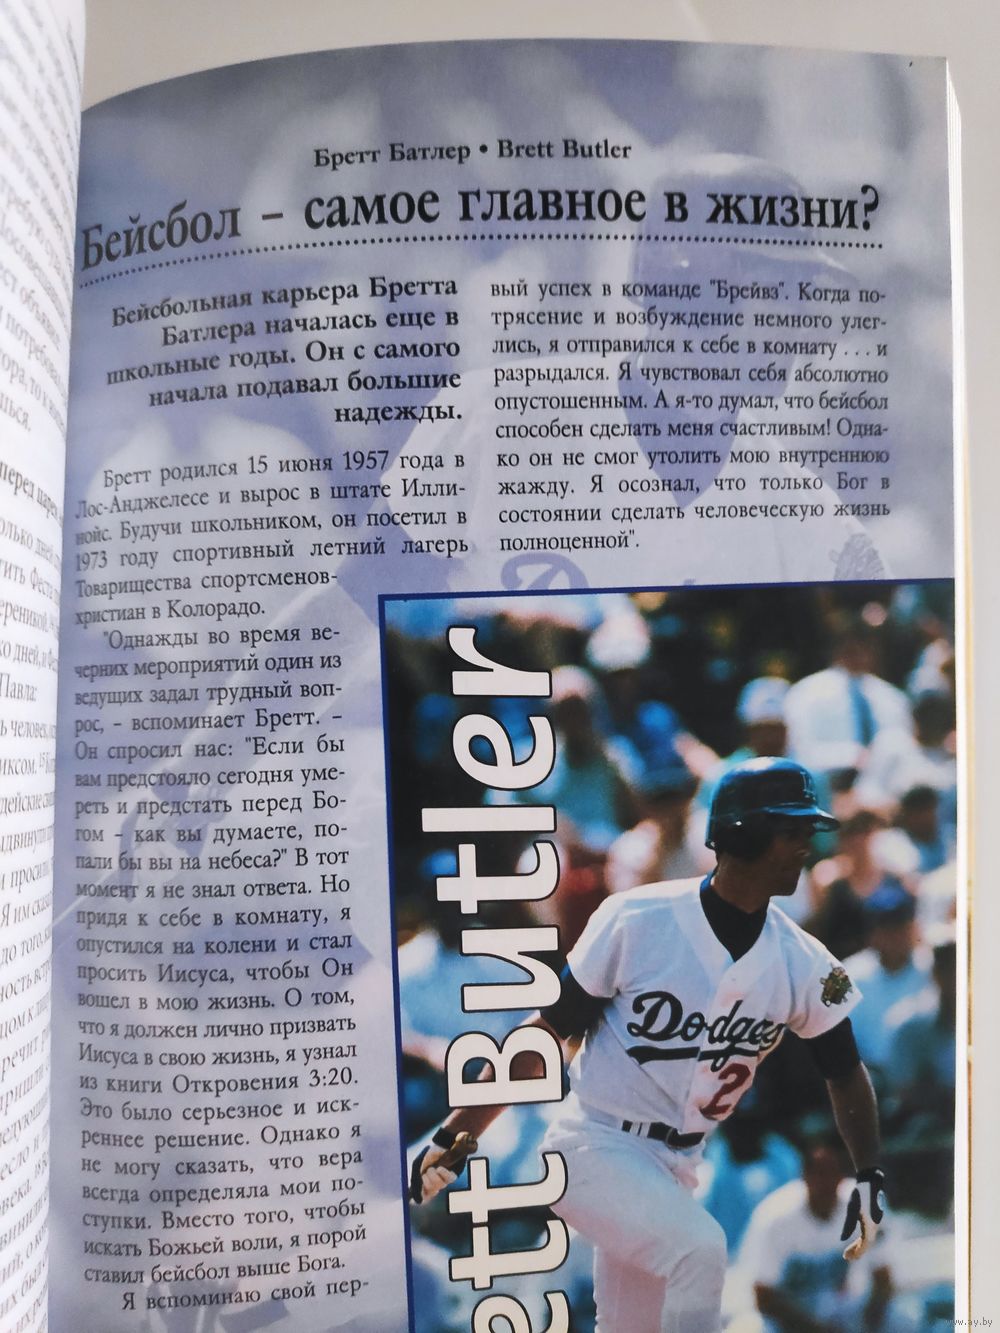 Бретт Батлер • Brett Butler
Бейсбол – самое главное в жизни?
Бейсбольная карьера Бретта
Батлера началась еще в
школьные годы. Он с самого
начала подавал большие
надежды.
Бретт родился 15 июня 1957 года в
Лос-Анджелесе и вырос в штате Илли-
нойс. Будучи школьником, он посетил в
1973 году спортивный летний лагерь
Товарищества спортсменов-
христиан в Колорадо.
"Однажды во время ве-
черних мероприятий один из
ведущих задал трудный воп-
рос, – вспоминает Бретт. –
Он спросил нас: "Если бы
вам предстояло сегодня уме-
реть и предстать перед Бо-
гом – как вы думаете, по-
пали бы вы на небеса?" В тот
момент я не знал ответа. Но
придя к себе в комнату, я
опустился на колени и стал
просить Иисуса, чтобы Он
вошел в мою жизнь. О том,
что я должен лично призвать
Иисуса в свою жизнь, я узнал
из книги Откровения 3:20.
Это было серьезное и иск-
реннее решение. Однако я
не могу сказать, что вера
всегда определяла мои по-
ступки. Вместо того, чтобы
искать Божьей воли, я порой
ставил бейсбол выше Бога.
Я вспоминаю свой пер-
вый успех в команде "Брейвз". Когда по-
трясение и возбуждение немного улег-
лись, я отправился к себе в комнату . . . и
разрыдался. Я чувствовал себя абсолютно
опустошенным. А я-то думал, что бейсбол
способен сделать меня счастливым! Одна-
ко он не смог утолить мою внутреннюю
жажду. Я осознал, что только Бог в
состоянии сделать человеческую жизнь
полноценной".
ett Butler
Dodgers
2
www.ay.by